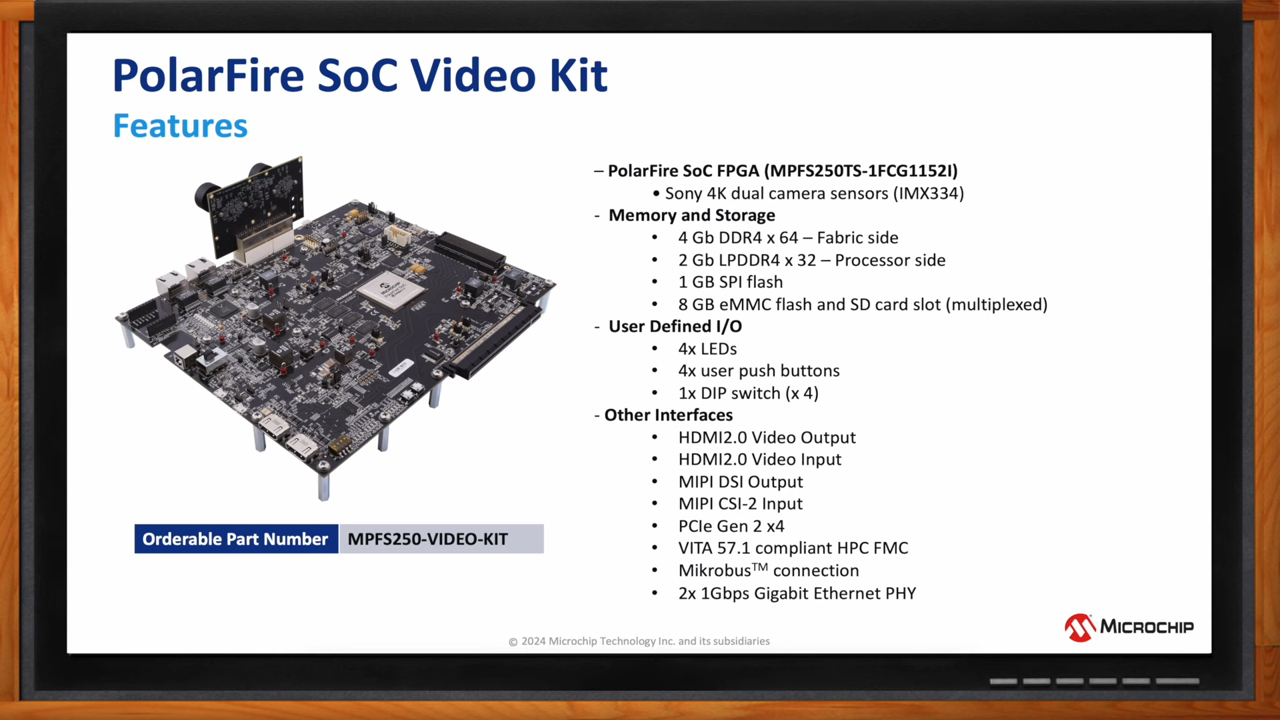 PolarFire SoC Video Kit
Features
– PolarFire SoC FPGA (MPFS250TS-1FCG1152I)
• Sony 4K dual camera sensors (IMX334)
- Memory and Storage
• 4 Gb DDR4 x 64 – Fabric side
• 2 Gb LPDDR4 x 32 – Processor side
• 1 GB SPI flash
• 8 GB eMMC flash and SD card slot (multiplexed)
- User Defined I/O
• 4x LEDs
• 4x user push buttons
• 1x DIP switch (x 4)
- Other Interfaces
• HDMI2.0 Video Output
• HDMI2.0 Video Input
• MIPI DSI Output
• MIPI CSI-2 Input
• PCIe Gen 2 x4
• VITA 57.1 compliant HPC FMC
• Mikrobus™ connection
• 2x 1Gbps Gigabit Ethernet PHY
Orderable Part Number MPFS250-VIDEO-KIT
© 2024 Microchip Technology Inc. and its subsidiaries
MICROCHIP